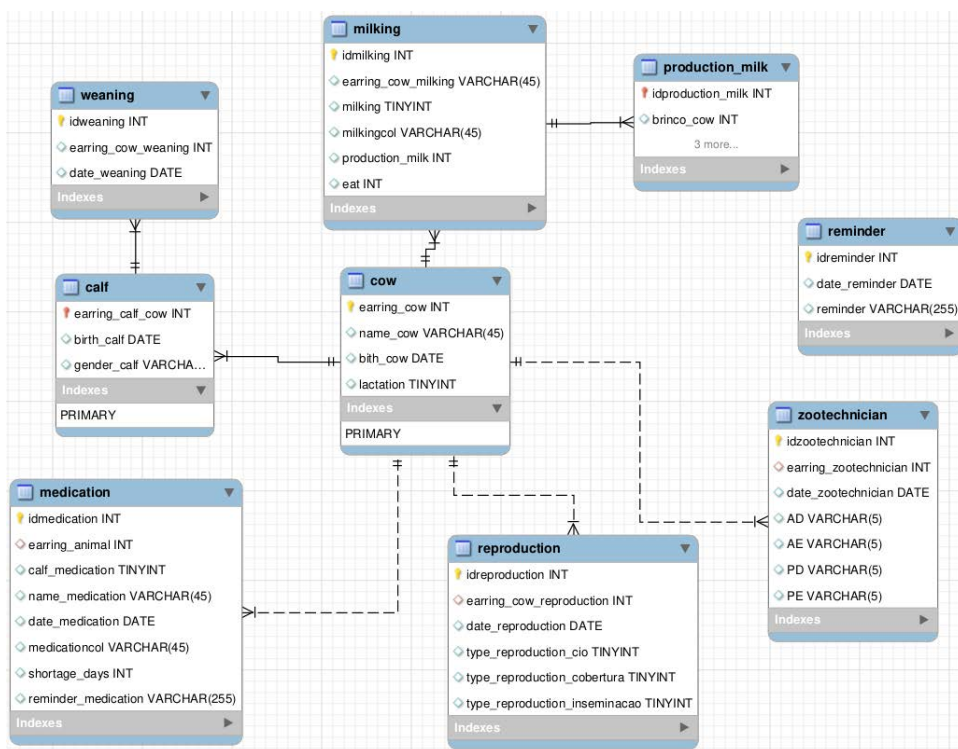 milking
idmilking INT
earring_cow_milking VARCHAR(45)
milking TINYINT
milkingcol VARCHAR(45)
production_milk INT
eat INT
Indexes
production_milk
idproduction_milk INT
brinco_cow INT
3 more...
Indexes
weaning
idweaning INT
earring_cow_weaning INT
date_weaning DATE
Indexes
reminder
idreminder INT
date_reminder DATE
reminder VARCHAR(255)
Indexes
calf
earring_calf_cow INT
birth_calf DATE
gender_calf VARCHA...
Indexes
PRIMARY
cow
earring_cow INT
name_cow VARCHAR(45)
bith_cow DATE
lactation TINYINT
Indexes
PRIMARY
zootechnician
idzootechnician INT
earring_zootechnician INT
date_zootechnician DATE
AD VARCHAR(5)
AE VARCHAR(5)
PD VARCHAR(5)
PE VARCHAR(5)
Indexes
medication
idmedication INT
earring_animal INT
calf_medication TINYINT
name_medication VARCHAR(45)
date_medication DATE
medicationcol VARCHAR(45)
shortage_days INT
reminder_medication VARCHAR(255)
Indexes
reproduction
idreproduction INT
earring_cow_reproduction INT
date_reproduction DATE
type_reproduction_cio TINYINT
type_reproduction_cobertura TINYINT
type_reproduction_inseminacao TINYINT
Indexes